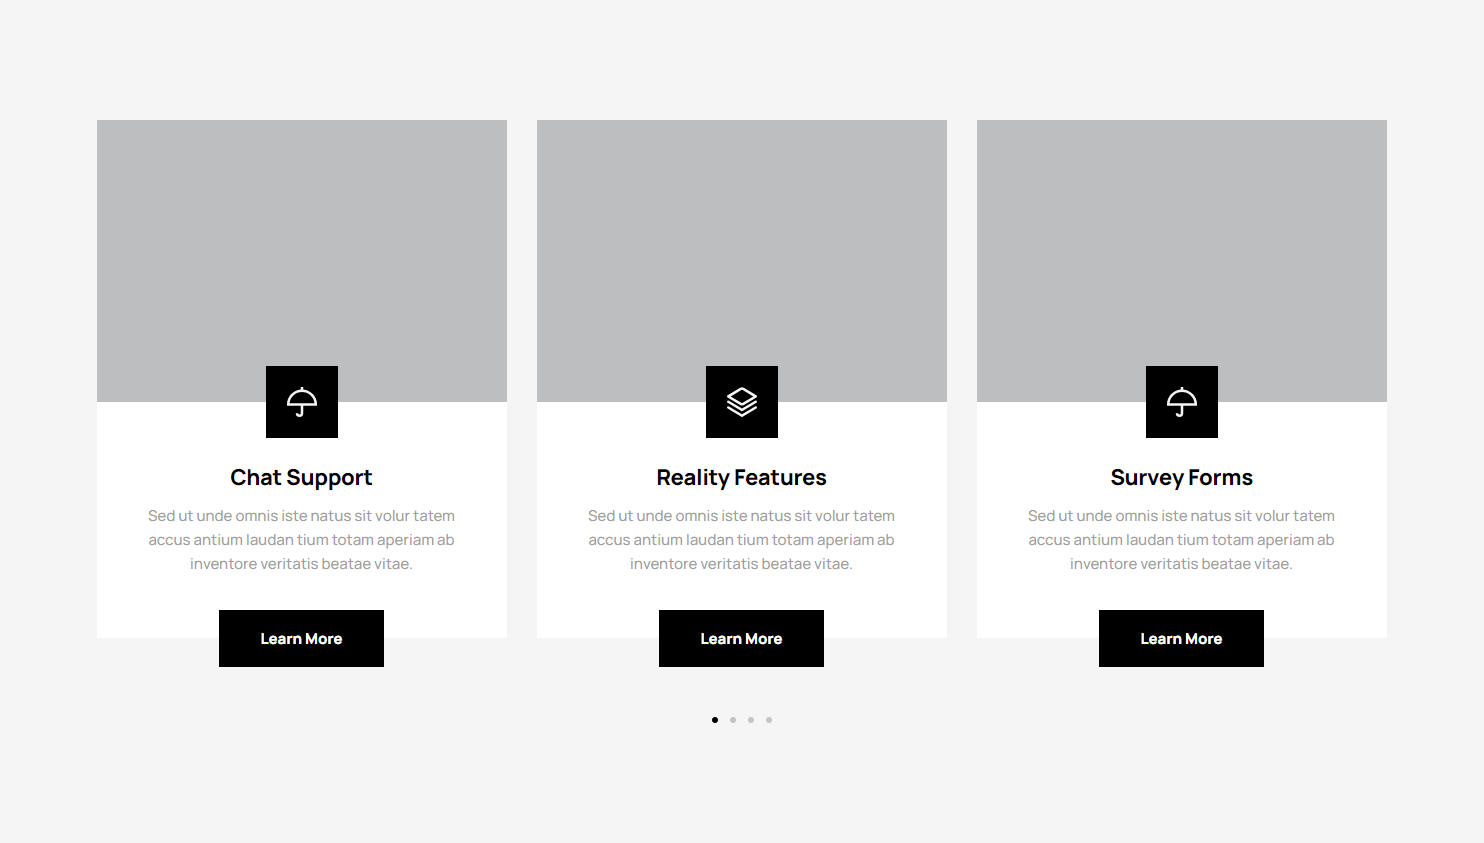 Chat Support
Sed ut unde omnis iste natus sit volur tatem
accus antium laudan tium totam aperiam ab
inventore veritatis beatae vitae.
Learn More
Reality Features
Sed ut unde omnis iste natus sit volur tatem
accus antium laudan tium totam aperiam ab
inventore veritatis beatae vitae.
Learn More
Survey Forms
Sed ut unde omnis iste natus sit volur tatem
accus antium laudan tium totam aperiam ab
inventore veritatis beatae vitae.
Learn More